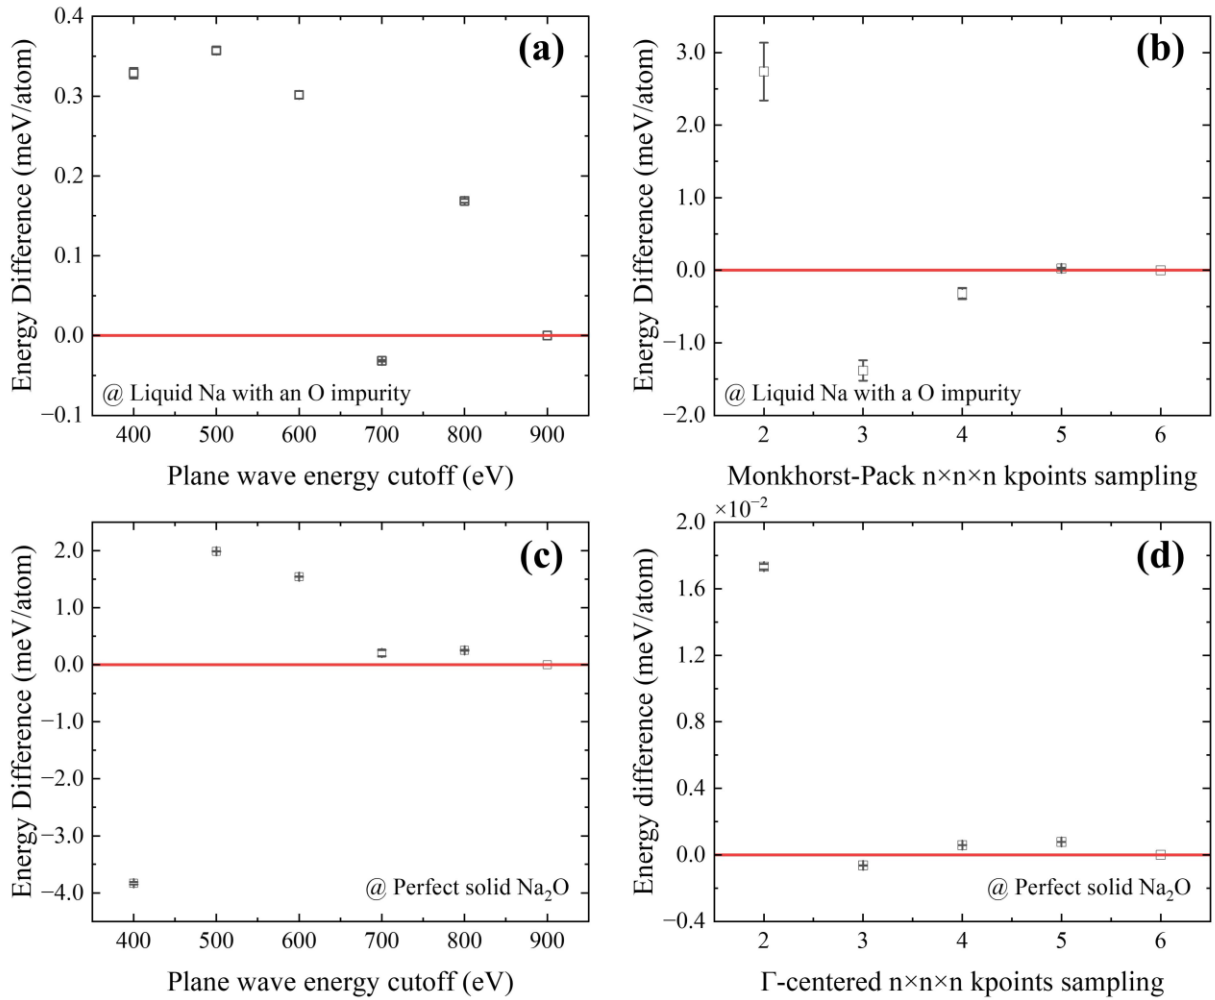 0.4
0.3
0.2
0.1
0.0
−0.1
Energy Difference (meV/atom)
(a)
@ Liquid Na with an O impurity
400 500 600 700 800 900
Plane wave energy cutoff (eV)
3.0
2.0
1.0
0.0
−1.0
−2.0
Energy Difference (meV/atom)
(b)
@ Liquid Na with a O impurity
2 3 4 5 6
Monkhorst-Pack n×n×n kpoints sampling
2.0
1.0
0.0
−1.0
−2.0
−3.0
−4.0
Energy Difference (meV/atom)
(c)
@ Perfect solid Na₂O
400 500 600 700 800 900
Plane wave energy cutoff (eV)
×10⁻²
2.0
1.6
1.2
0.8
0.4
0.0
−0.4
Energy difference (meV/atom)
(d)
@ Perfect solid Na₂O
2 3 4 5 6
Γ-centered n×n×n kpoints sampling